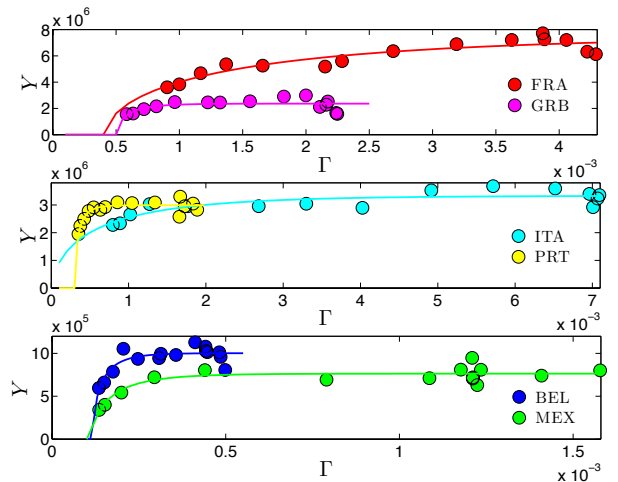 x 10^6
8
6
4
2
0
Y
FRA
GRB
0 0.5 1 1.5 2 2.5 3 3.5 4
Γ
x 10^-3
x 10^6
3
2
1
0
Y
ITA
PRT
0 1 2 3 4 5 6 7
Γ
x 10^-3
x 10^5
10
5
0
Y
BEL
MEX
0 0.5 1 1.5
Γ
x 10^-3